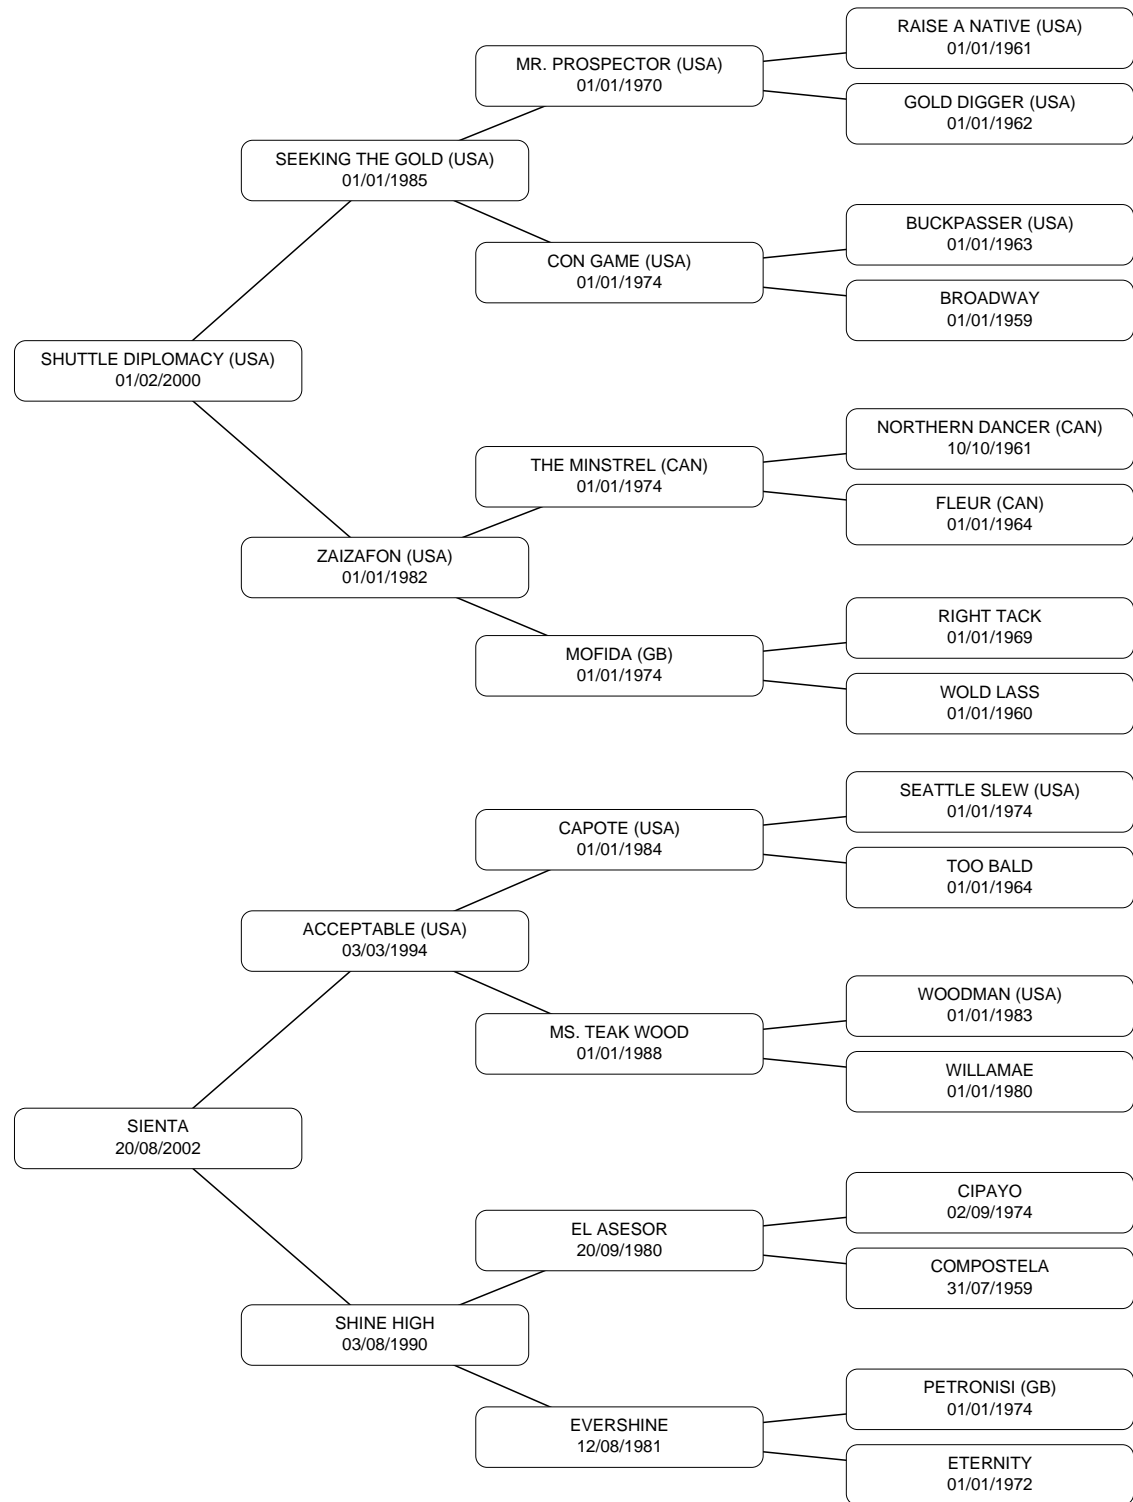 RAISE A NATIVE (USA)
01/01/1961
MR. PROSPECTOR (USA)
01/01/1970
GOLD DIGGER (USA)
01/01/1962
SEEKING THE GOLD (USA)
01/01/1985
BUCKPASSER (USA)
01/01/1963
CON GAME (USA)
01/01/1974
BROADWAY
01/01/1959
SHUTTLE DIPLOMACY (USA)
01/02/2000
NORTHERN DANCER (CAN)
10/10/1961
THE MINSTREL (CAN)
01/01/1974
FLEUR (CAN)
01/01/1964
ZAIZAFON (USA)
01/01/1982
RIGHT TACK
01/01/1969
MOFIDA (GB)
01/01/1974
WOLD LASS
01/01/1960
SEATTLE SLEW (USA)
01/01/1974
CAPOTE (USA)
01/01/1984
TOO BALD
01/01/1964
ACCEPTABLE (USA)
03/03/1994
WOODMAN (USA)
01/01/1983
MS. TEAK WOOD
01/01/1988
WILLAMAE
01/01/1980
SIENTA
20/08/2002
CIPAYO
02/09/1974
EL ASESOR
20/09/1980
COMPOSTELA
31/07/1959
SHINE HIGH
03/08/1990
PETRONISI (GB)
01/01/1974
EVERSHINE
12/08/1981
ETERNITY
01/01/1972